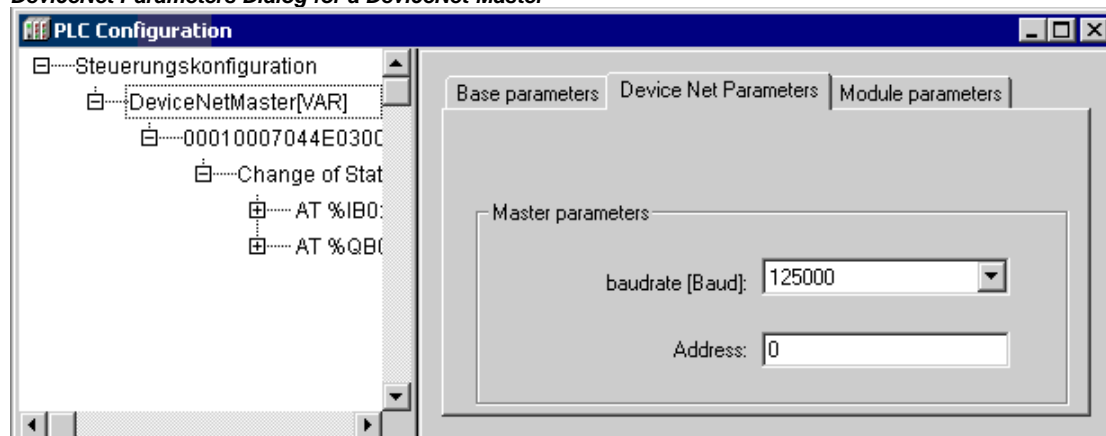 DeviceNet Parameters Dialog for a DeviceNet Master
PLC Configuration
Steuerungskonfiguration
DeviceNetMaster[VAR]
00010007044E0300
Change of Stat
AT %IB0:
AT %QB0
Base parameters
Device Net Parameters
Module parameters
Master parameters
baudrate [Baud]: 125000
Address: 0